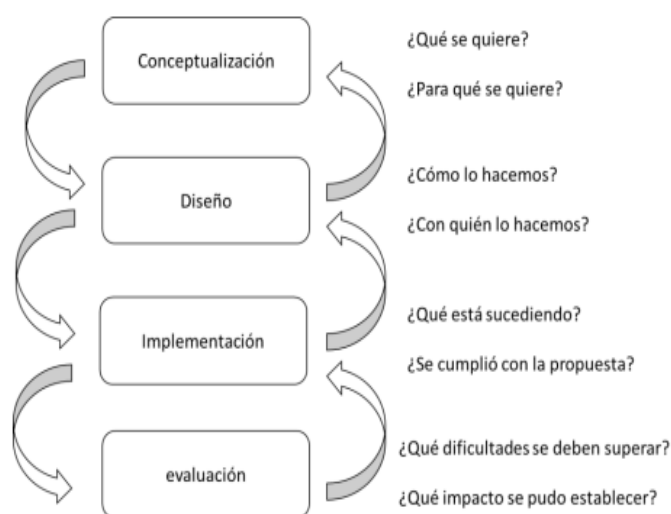 Conceptualización
¿Qué se quiere?
¿Para qué se quiere?
Diseño
¿Cómo lo hacemos?
¿Con quién lo hacemos?
Implementación
¿Qué está sucediendo?
¿Se cumplió con la propuesta?
evaluación
¿Qué dificultades se deben superar?
¿Qué impacto se pudo establecer?